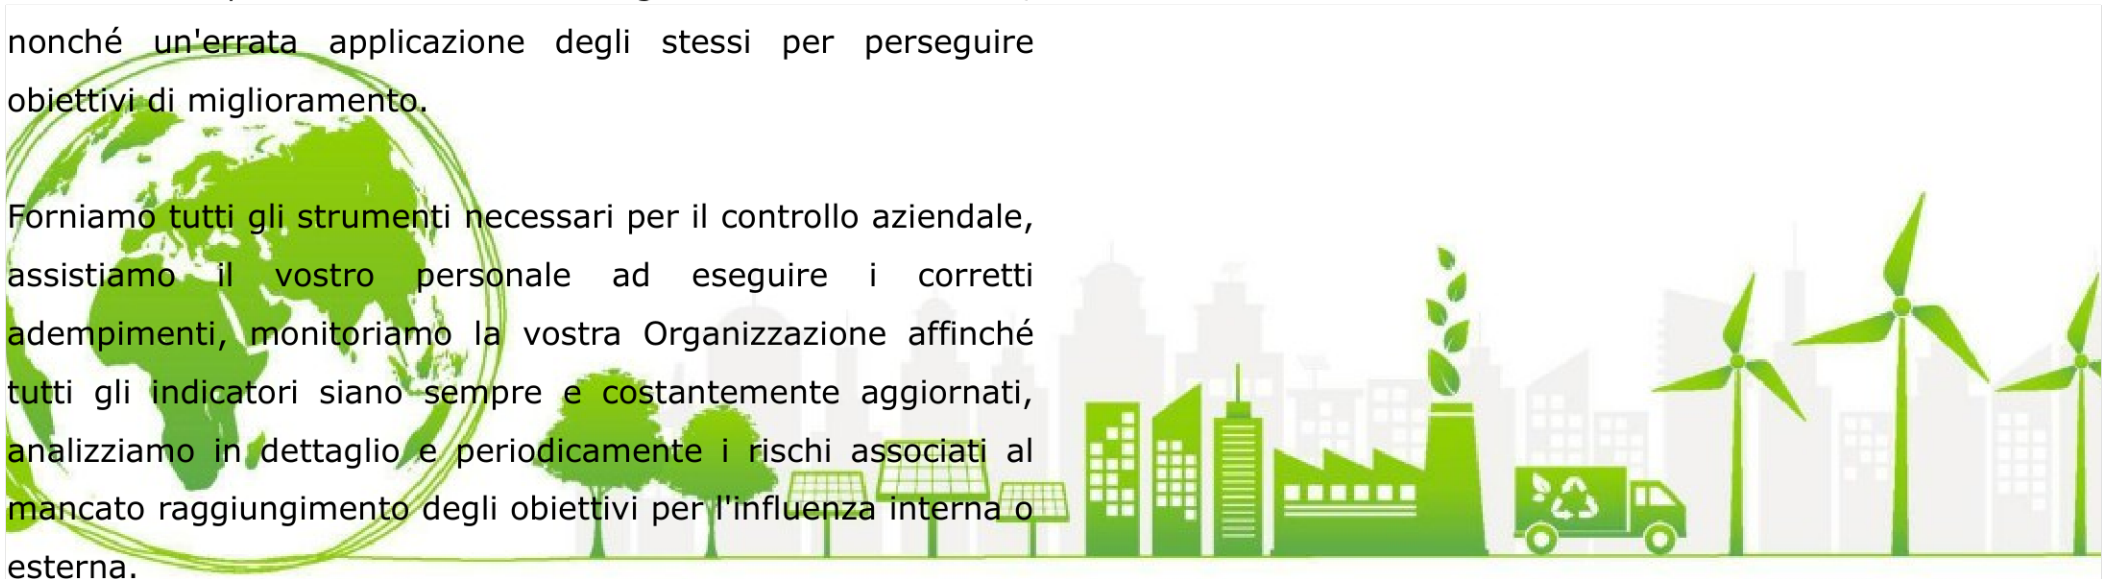 nonché un'errata applicazione degli stessi per perseguire
obiettivi di miglioramento.
Forniamo tutti gli strumenti necessari per il controllo aziendale,
assistiamo il vostro personale ad eseguire i corretti
adempimenti, monitoriamo la vostra Organizzazione affinché
tutti gli indicatori siano sempre e costantemente aggiornati,
analizziamo in dettaglio e periodicamente i rischi associati al
mancato raggiungimento degli obiettivi per l'influenza interna o
esterna.